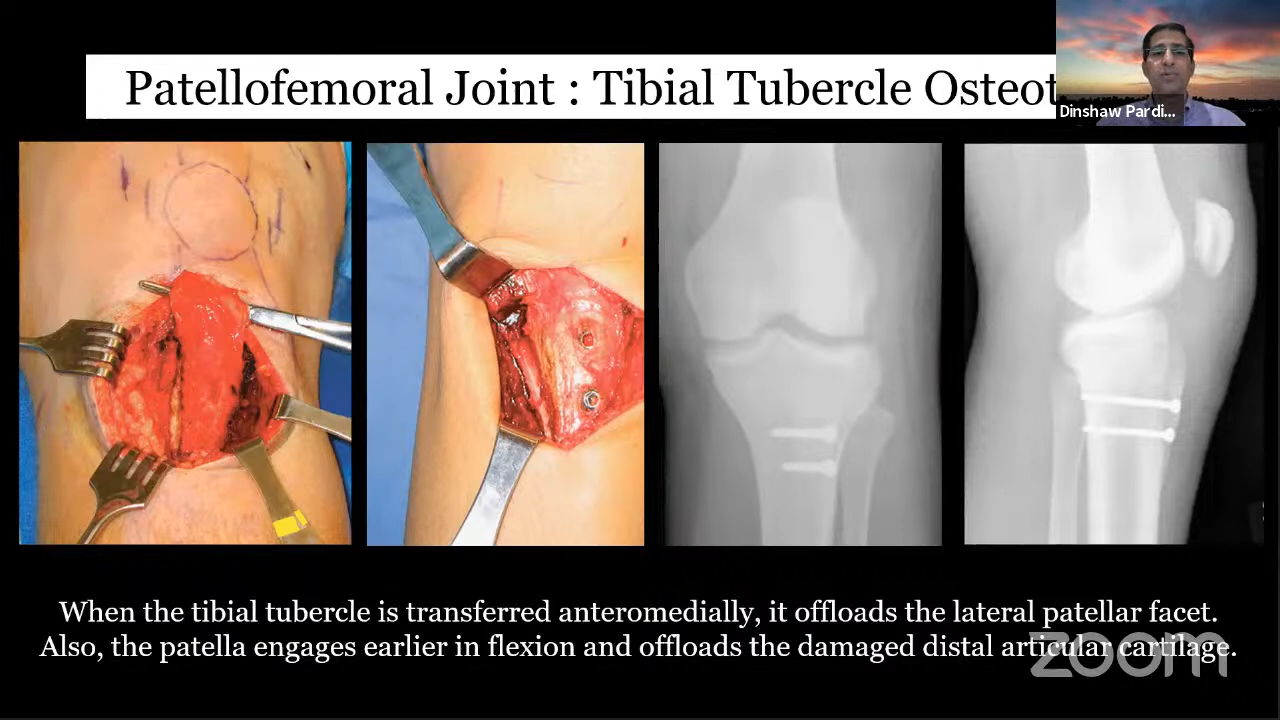 Patellofemoral Joint : Tibial Tubercle Osteot
Dinshaw Pardi...
When the tibial tubercle is transferred anteromedially, it offloads the lateral patellar facet.
Also, the patella engages earlier in flexion and offloads the damaged distal articular cartilage.
zoom